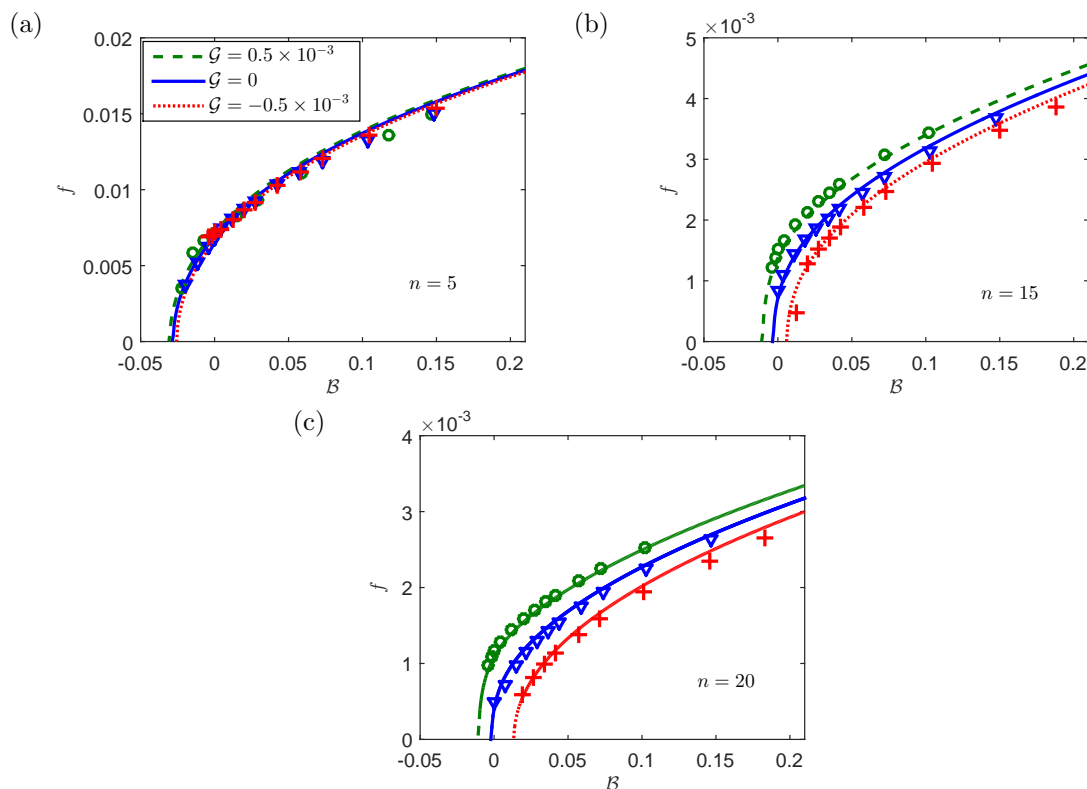 (a)
0.02
0.015
0.01
0.005
0
f
𝒢 = 0.5 × 10⁻³
𝒢 = 0
𝒢 = −0.5 × 10⁻³
n = 5
-0.05 0 0.05 0.1 0.15 0.2
ℬ
(b)
×10⁻³
5
4
3
2
1
0
f
n = 15
-0.05 0 0.05 0.1 0.15 0.2
ℬ
(c)
×10⁻³
4
3
2
1
0
f
n = 20
-0.05 0 0.05 0.1 0.15 0.2
ℬ